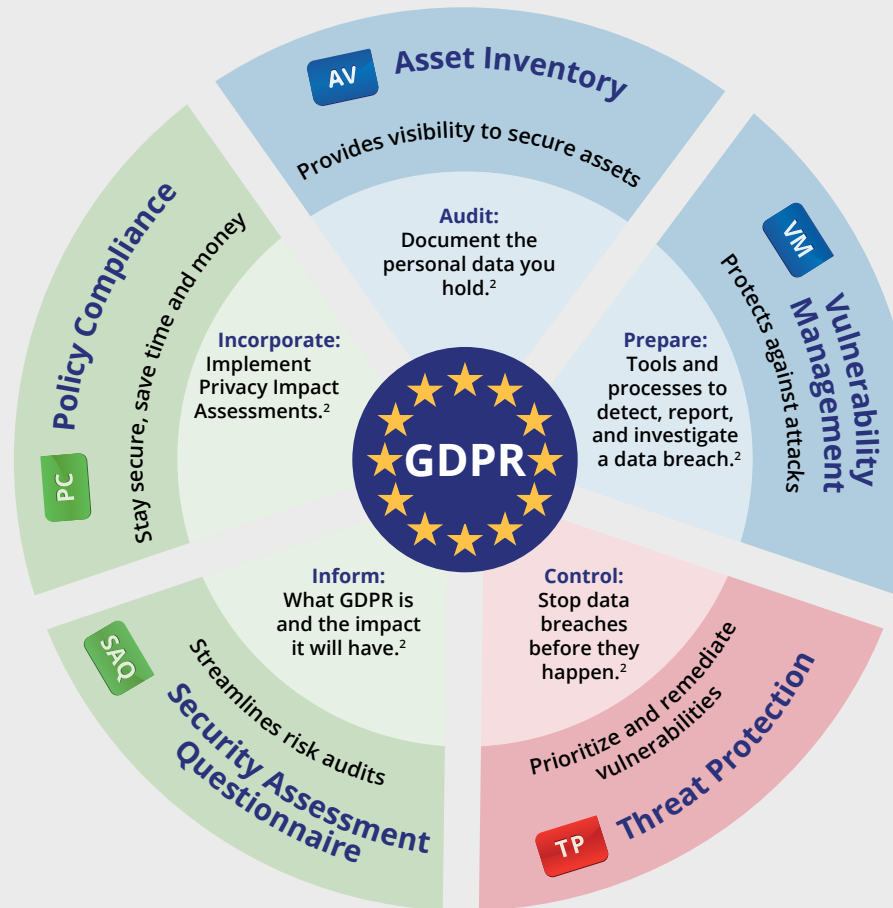 AV
Asset Inventory
Provides visibility to secure assets
Audit:
Document the
personal data you
hold.²
VM
Vulnerability
Management
Protects against attacks
Prepare:
Tools and
processes to
detect, report,
and investigate
a data breach.²
Control:
Stop data
breaches
before they
happen.²
Prioritize and remediate
vulnerabilities
Threat Protection
TP
Inform:
What GDPR is
and the impact
it will have.²
Streamlines risk audits
SAQ
Security Assessment
Questionnaire
Incorporate:
Implement
Privacy Impact
Assessments.²
Stay secure, save time and money
PC
Policy Compliance
GDPR